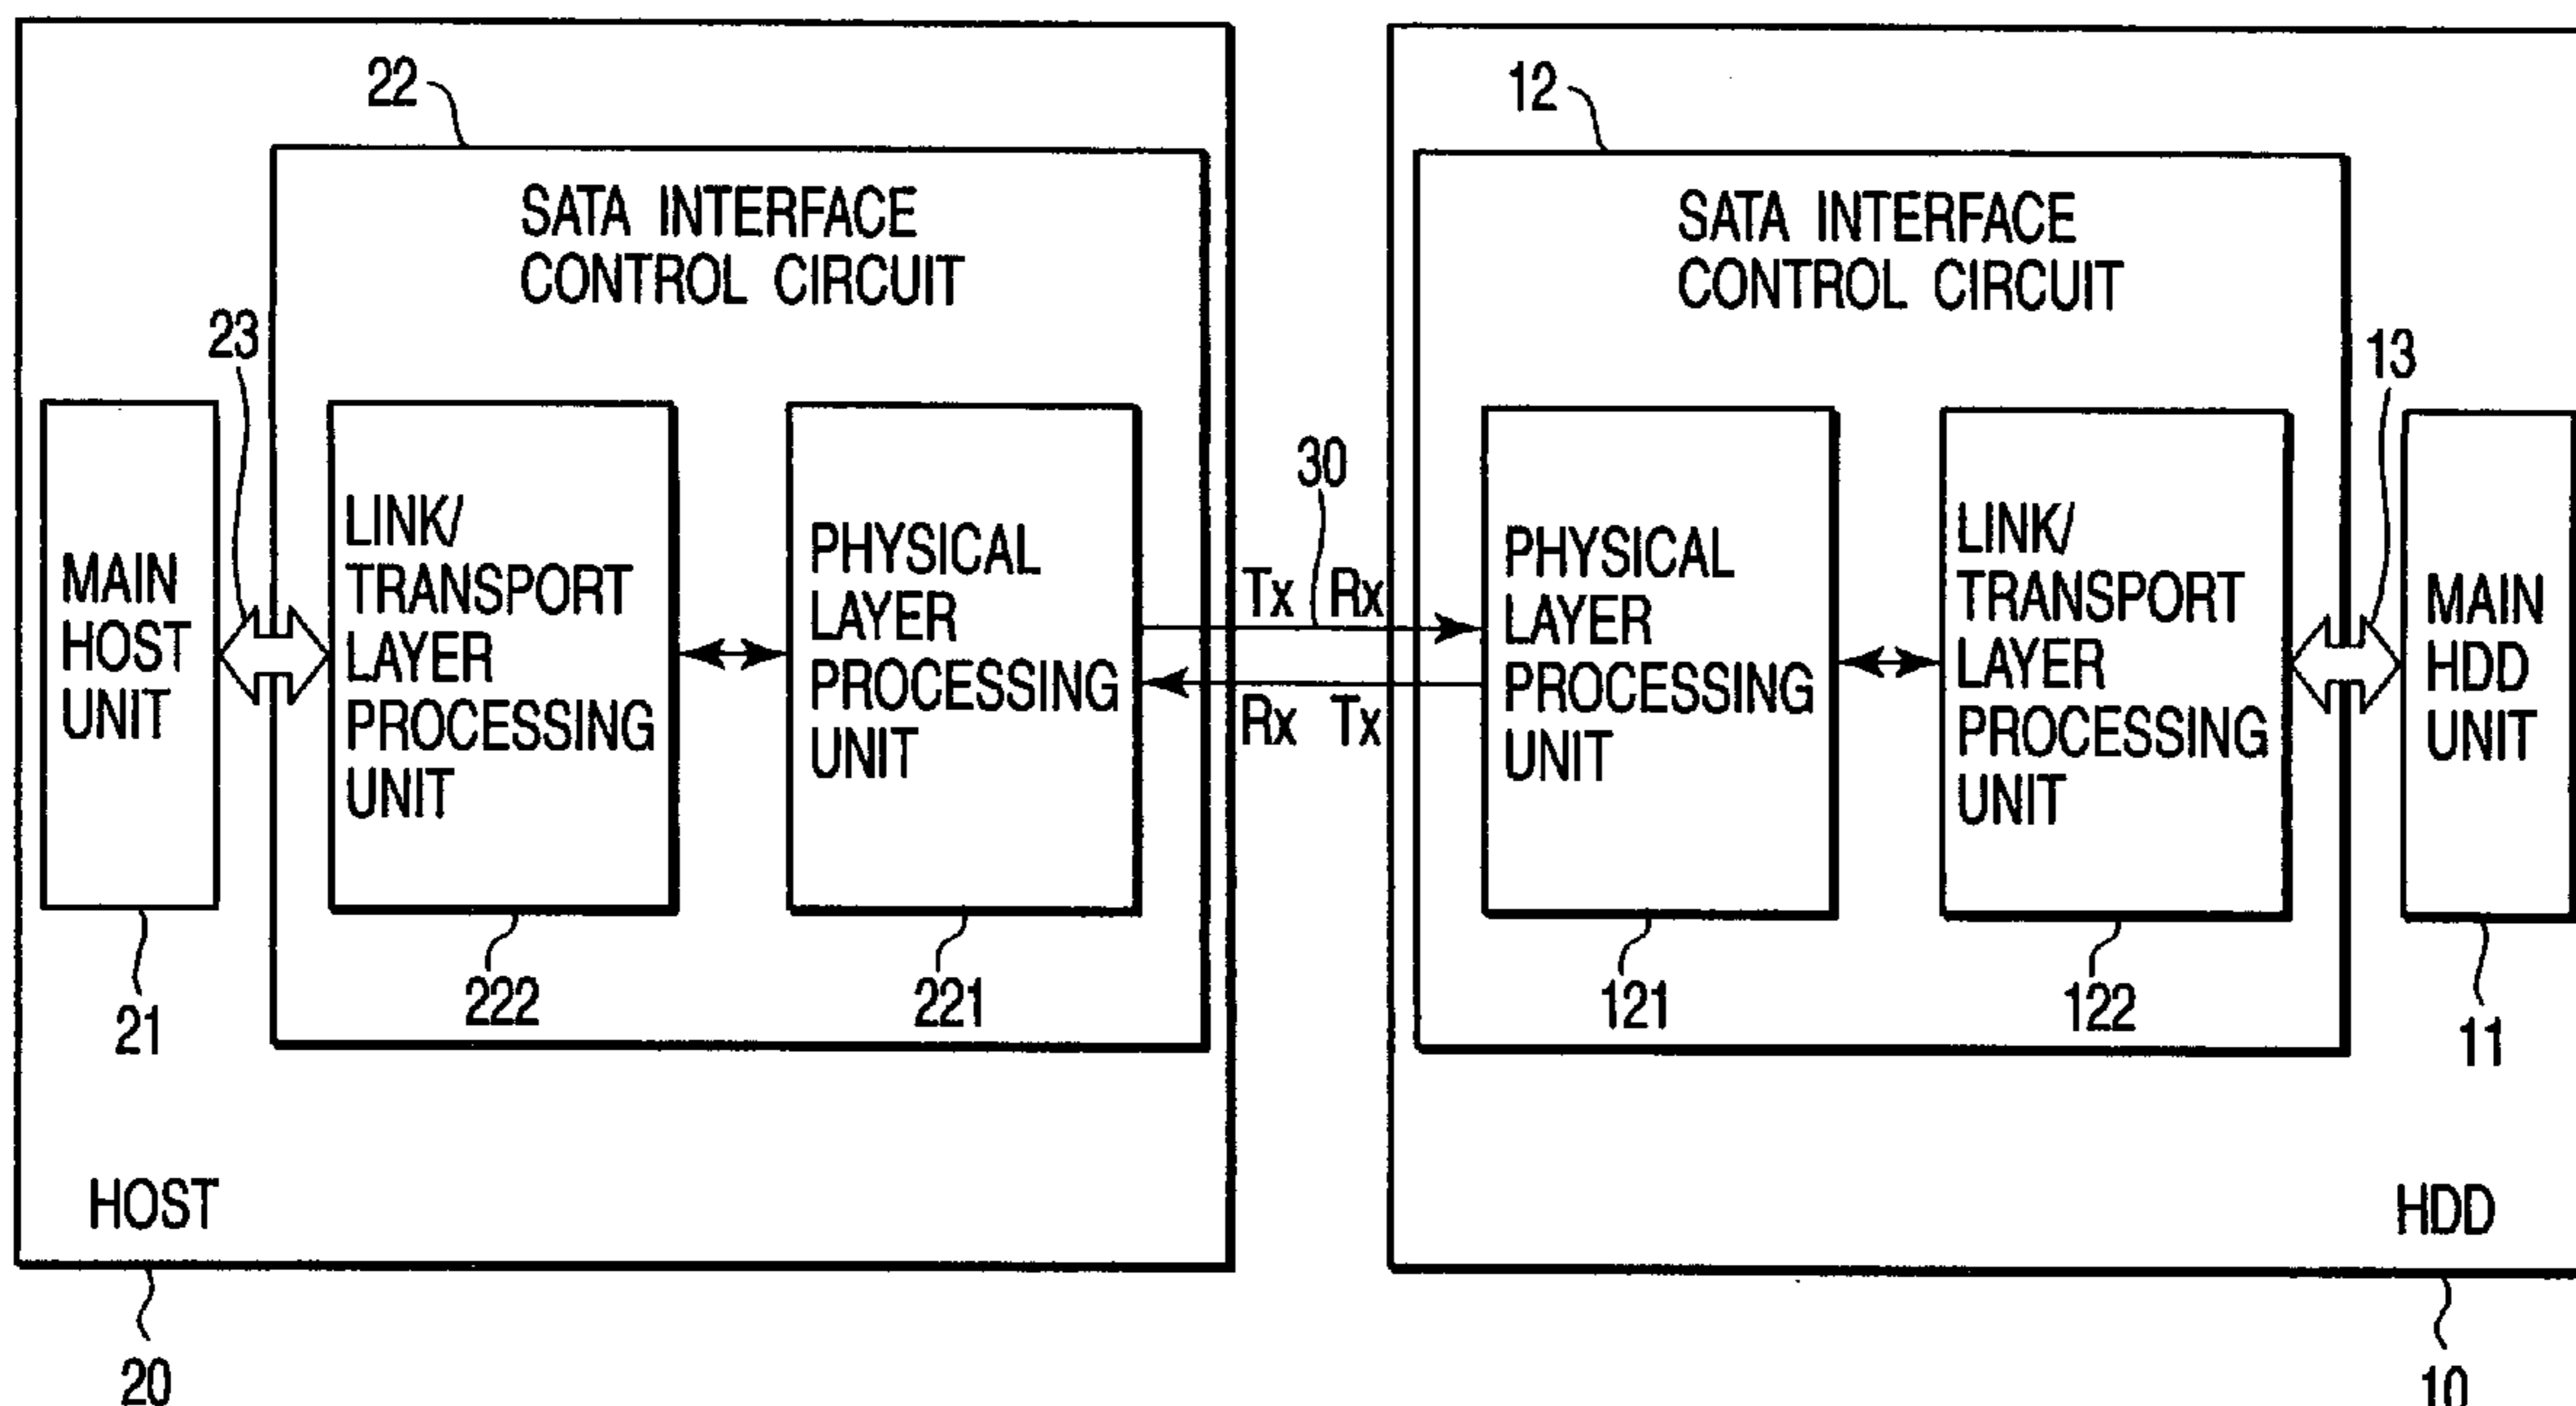 22
SATA INTERFACE
CONTROL CIRCUIT
23
MAIN
HOST
UNIT
LINK/
TRANSPORT
LAYER
PROCESSING
UNIT
PHYSICAL
LAYER
PROCESSING
UNIT
21
222
221
HOST
20
30
Tx Rx
Rx Tx
12
SATA INTERFACE
CONTROL CIRCUIT
13
PHYSICAL
LAYER
PROCESSING
UNIT
LINK/
TRANSPORT
LAYER
PROCESSING
UNIT
MAIN
HDD
UNIT
121
122
11
HDD
10